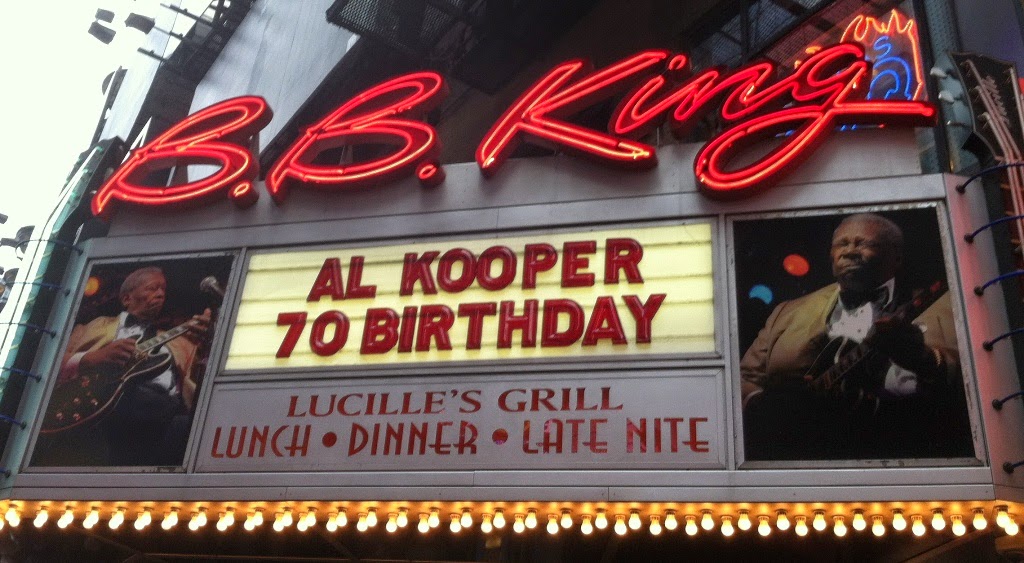 B.B. King
AL KOOPER
70 BIRTHDAY
LUCILLE'S GRILL
LUNCH • DINNER • LATE NITE